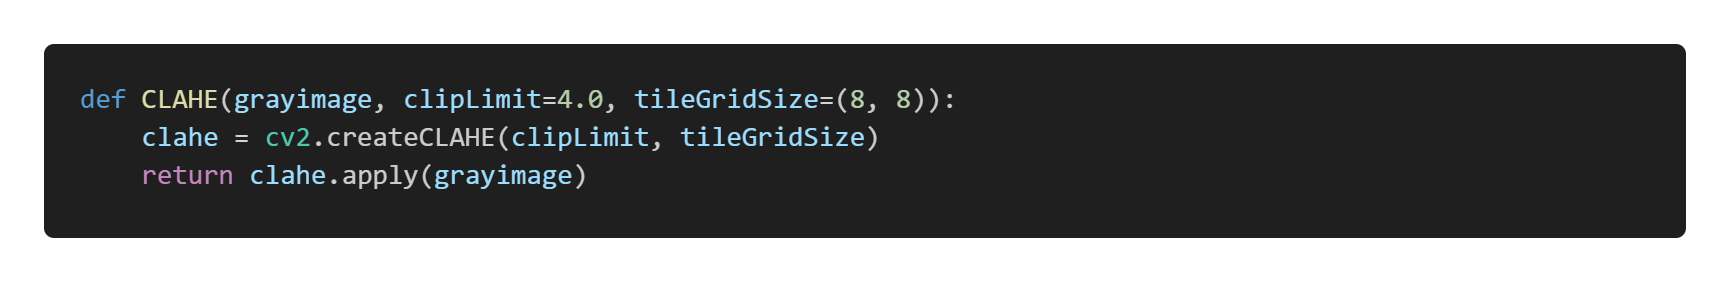 def CLAHE(grayimage, clipLimit=4.0, tileGridSize=(8, 8)):
    clahe = cv2.createCLAHE(clipLimit, tileGridSize)
    return clahe.apply(grayimage)